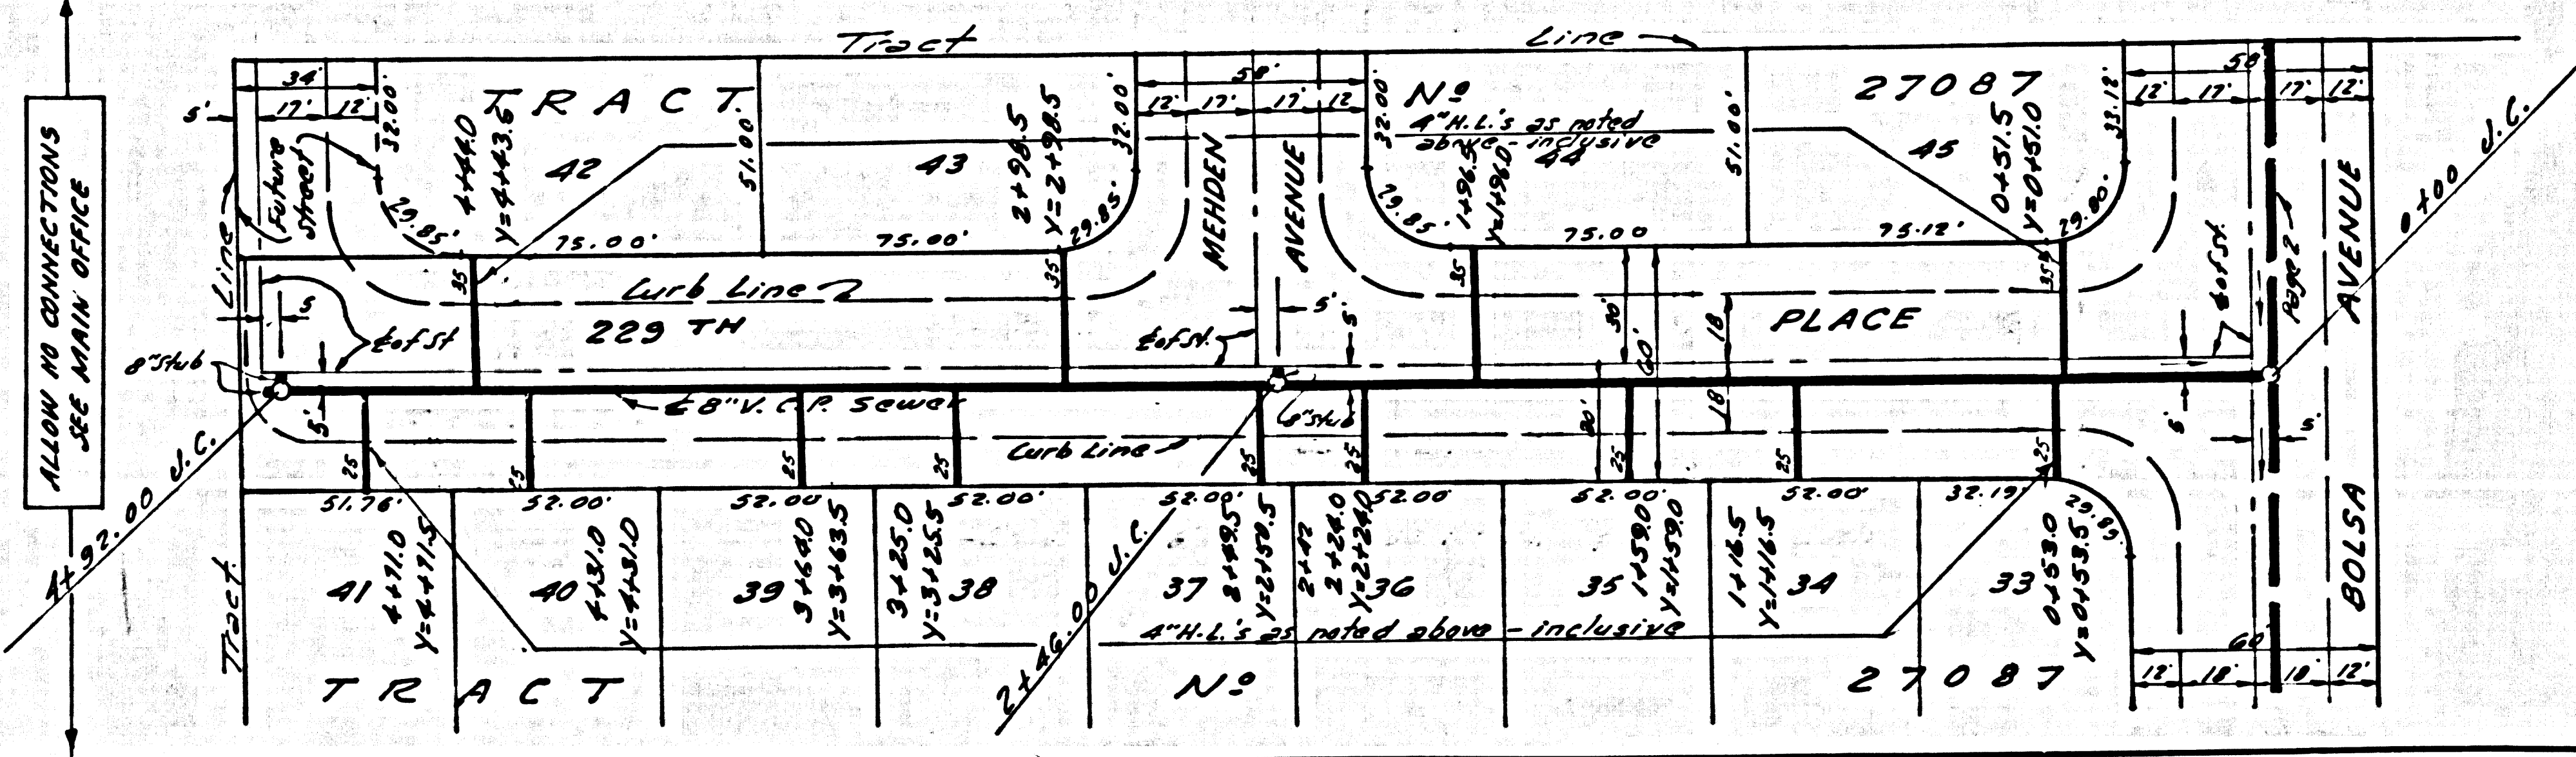 ALLOW NO CONNECTIONS
SEE MAIN OFFICE
Tract
Line
34'
5'
17'
12'
32.00'
TRACT.
Future
street
29.85'
4+44.0
Y=4+43.6
42
51.00'
75.00'
43
75.00'
2+98.5
Y=2+98.5
32.00'
29.85'
58'
12'
17'
17'
12
MEHDEN
AVENUE
32.00'
29.85'
Nº
4"H.L.'s as noted
above - inclusive
44
1+96.5
Y=1+96.0
75.00
51.00'
27087
45
75.12'
0+51.5
Y=0+51.0
33.12'
29.80'
58'
12'
17'
17'
12'
AVENUE
BOLSA
0+00 J.C.
Line
35
35
35
35
Curb Line
229 TH
PLACE
℄ of st
℄ of st.
℄ of st.
Page 2
5
5'
5'
30'
60'
18
18
30'
8" Stub
8" stub
5'
℄ 8" V.C.P. Sewer
Curb Line
5'
5'
25
25
25
25
25
25
25
25
25
4+92.00 J.C.
2+46.00 J.C.
51.76'
52.00'
52.00'
52.00'
52.00'
52.00'
52.00'
52.00'
32.19'
29.89'
Tract
41
4+71.0
Y=4+71.5
40
4+31.0
Y=4+31.0
39
3+64.0
Y=3+63.5
3+25.0
Y=3+25.5
38
37
2+49.5
Y=2+50.5
2+42
2+24.0
Y=2+24.0
36
35
1+59.0
Y=1+59.0
1+16.5
Y=1+16.5
34
33
0+53.0
Y=0+53.5
4"H.L.'s as noted above - inclusive
TRACT
Nº
27087
60'
12'
18'
18'
12'